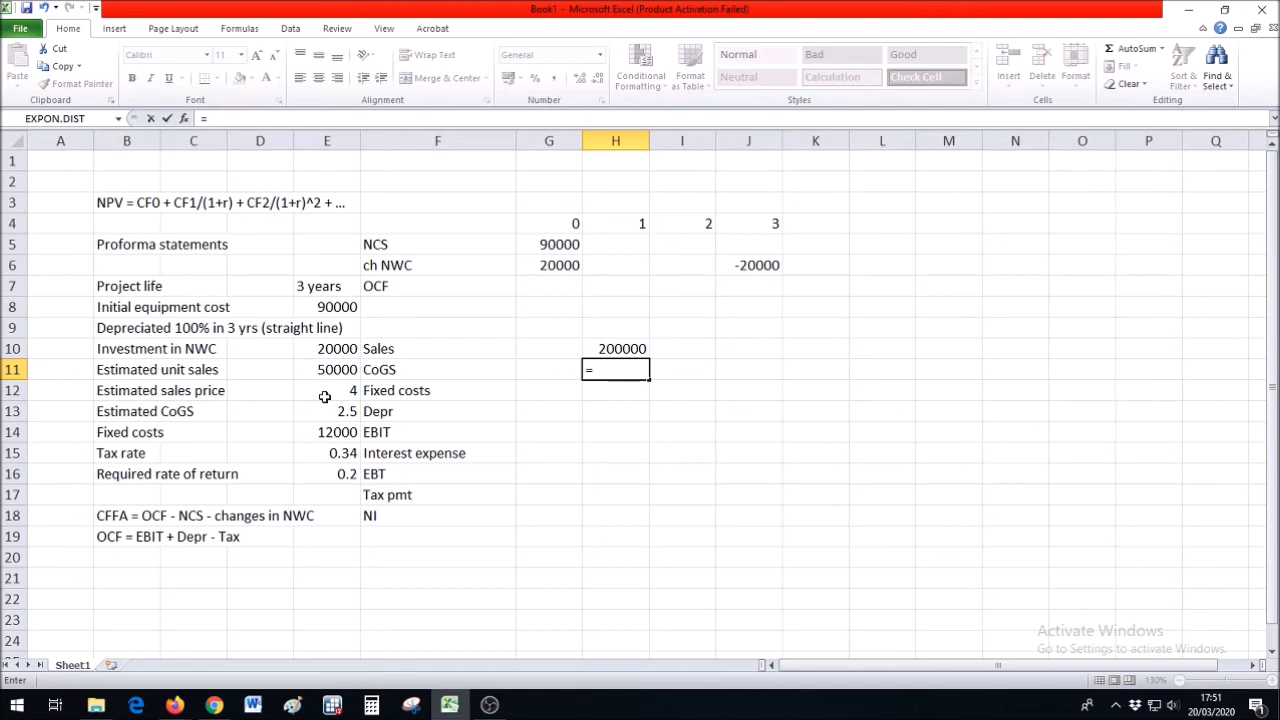 Book1 - Microsoft Excel (Product Activation Failed)
File Home Insert Page Layout Formulas Data Review View Acrobat
Paste Cut Copy Format Painter Clipboard
Calibri 11 B I U Font
Wrap Text Merge & Center Alignment
General % , Number
Conditional Formatting Format as Table
Normal Bad Good
Neutral Calculation Check Cell
Styles
Insert Delete Format Cells
AutoSum Fill Clear Sort & Filter Find & Select Editing
EXPON.DIST fx =
A B C D E F G H I J K L M N O P Q
1
2
3 NPV = CF0 + CF1/(1+r) + CF2/(1+r)^2 + ...
4 0 1 2 3
5 Proforma statements NCS 90000
6 ch NWC 20000 -20000
7 Project life 3 years OCF
8 Initial equipment cost 90000
9 Depreciated 100% in 3 yrs (straight line)
10 Investment in NWC 20000 Sales 200000
11 Estimated unit sales 50000 CoGS =
12 Estimated sales price 4 Fixed costs
13 Estimated CoGS 2.5 Depr
14 Fixed costs 12000 EBIT
15 Tax rate 0.34 Interest expense
16 Required rate of return 0.2 EBT
17 Tax pmt
18 CFFA = OCF - NCS - changes in NWC NI
19 OCF = EBIT + Depr - Tax
20
21
22
23
24
Activate Windows
Go to Settings to activate Windows.
Sheet1
Enter 130%
17:51
20/03/2020